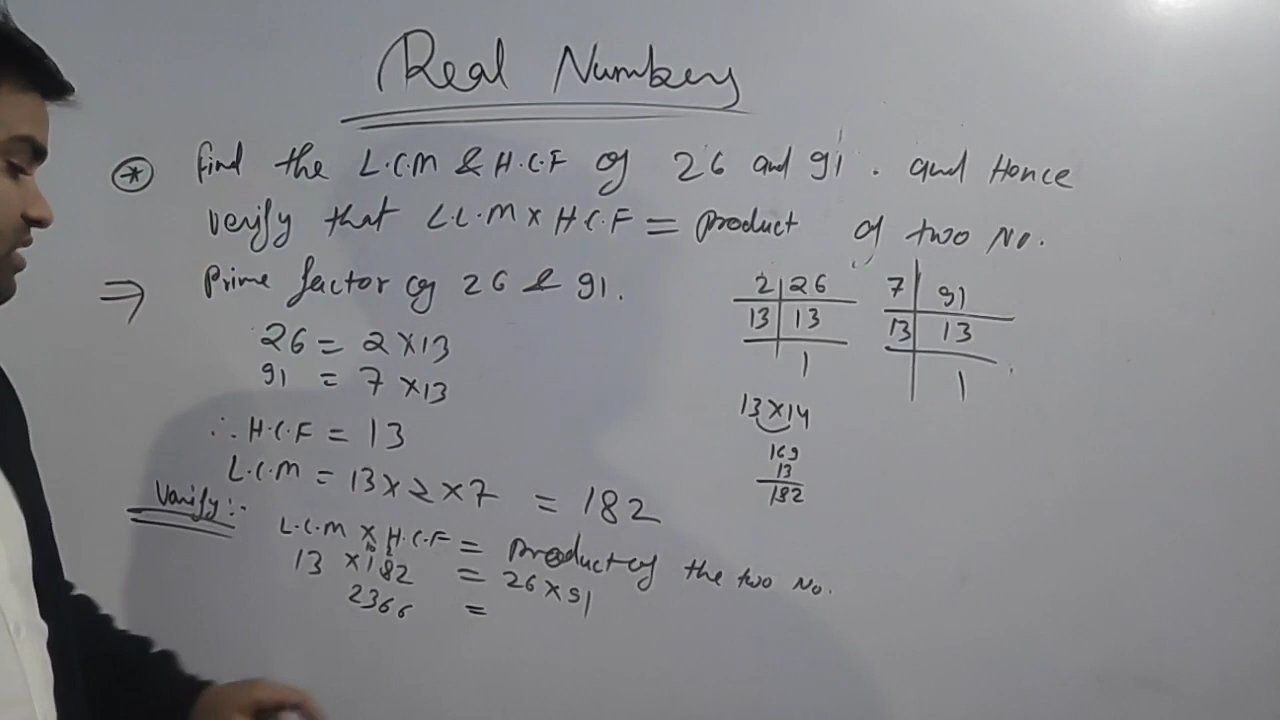 Real Numbers
* find the L.C.M & H.C.F of 26 and 91. and Hence
verify that L.C.M x H.C.F = product of two No.
⇒ Prime factor of 26 & 91.
26 = 2 x 13
91 = 7 x 13
∴ H.C.F = 13
L.C.M = 13 x 2 x 7 = 182
Varify:-
L.C.M x H.C.F = product of the two No.
13 x 182 = 26 x 91
2366 =
2 | 26
13 | 13
1
7 | 91
13 | 13
1
13 x 14
169
13
182